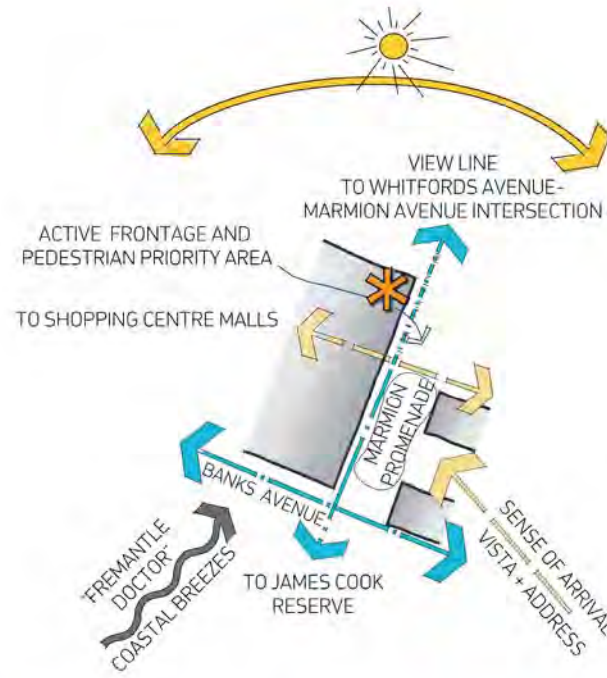 VIEW LINE
TO WHITFORDS AVENUE-
MARMION AVENUE INTERSECTION
ACTIVE FRONTAGE AND
PEDESTRIAN PRIORITY AREA
TO SHOPPING CENTRE MALLS
MARMION
PROMENADE
BANKS AVENUE
"FREMANTLE
DOCTOR"
COASTAL BREEZES
TO JAMES COOK
RESERVE
SENSE OF ARRIVAL
VISTA + ADDRESS